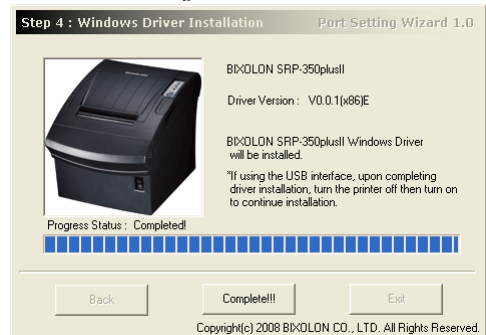 Step 4 : Windows Driver Installation
Port Setting Wizard 1.0
BIXOLON SRP-350plusII
Driver Version : V0.0.1(x86)E
BIXOLON SRP-350plusII Windows Driver
will be installed.
*If using the USB interface, upon completing
driver installation, turn the printer off then turn on
to continue installation.
Progress Status : Completed!
Back
Complete!!!
Exit
Copyright(c) 2008 BIXOLON CO., LTD. All Rights Reserved.